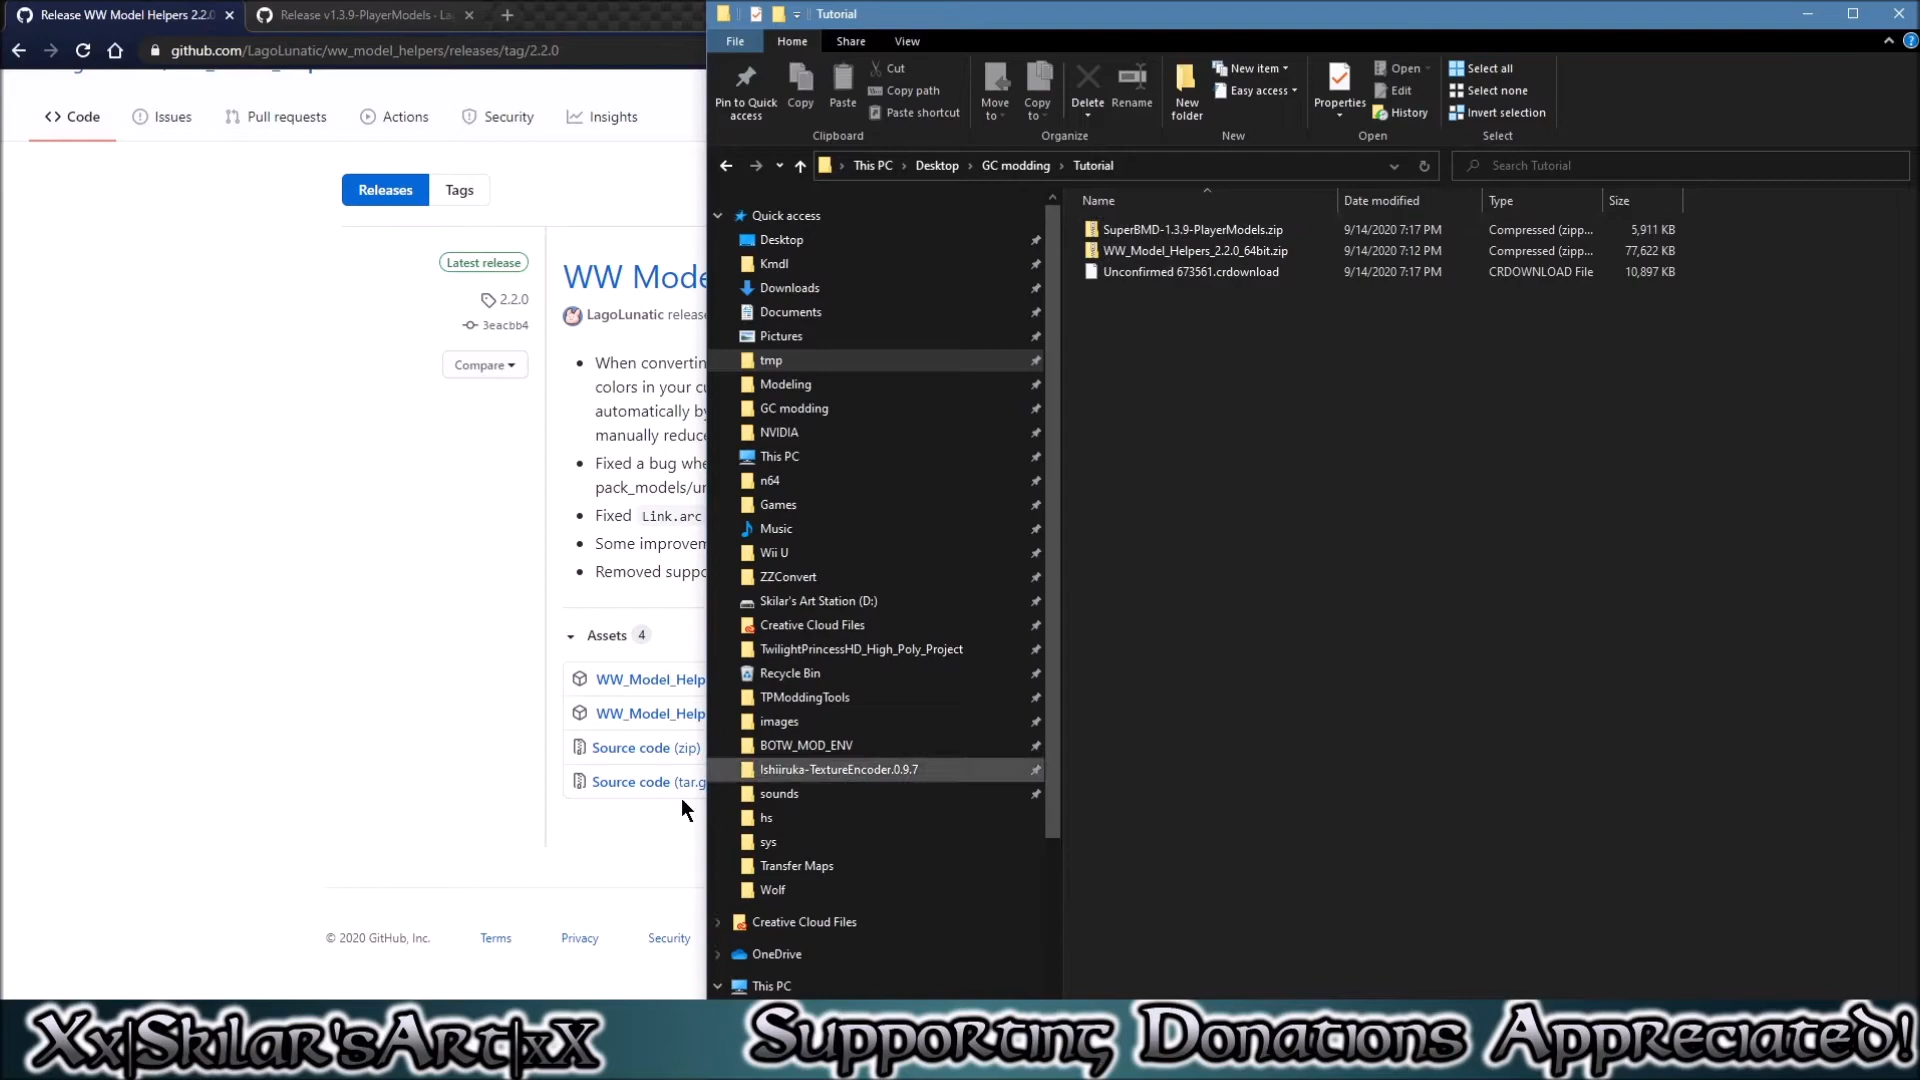 Release WW Model Helpers 2.2.0
Release v1.3.9-PlayerModels - La
github.com/LagoLunatic/ww_model_helpers/releases/tag/2.2.0
Code
Issues
Pull requests
Actions
Security
Insights
Releases
Tags
Latest release
2.2.0
3eacbb4
Compare
WW Mode
LagoLunatic release
When convertin
colors in your cu
automatically by
manually reduce
Fixed a bug whe
pack_models/un
Fixed Link.arc
Some improvem
Removed suppo
Assets 4
WW_Model_Help
WW_Model_Help
Source code (zip)
Source code (tar.g
© 2020 GitHub, Inc.
Terms
Privacy
Security
Tutorial
File
Home
Share
View
Pin to Quick access
Copy
Paste
Cut
Copy path
Paste shortcut
Clipboard
Move to
Copy to
Delete
Rename
Organize
New folder
New item
Easy access
New
Properties
Open
Edit
History
Open
Select all
Select none
Invert selection
Select
This PC
Desktop
GC modding
Tutorial
Search Tutorial
Quick access
Desktop
Kmdl
Downloads
Documents
Pictures
tmp
Modeling
GC modding
NVIDIA
This PC
n64
Games
Music
Wii U
ZZConvert
Skilar's Art Station (D:)
Creative Cloud Files
TwilightPrincessHD_High_Poly_Project
Recycle Bin
TPModdingTools
images
BOTW_MOD_ENV
Ishiiruka-TextureEncoder.0.9.7
sounds
hs
sys
Transfer Maps
Wolf
Creative Cloud Files
OneDrive
This PC
Name Date modified Type Size
SuperBMD-1.3.9-PlayerModels.zip 9/14/2020 7:17 PM Compressed (zipp... 5,911 KB
WW_Model_Helpers_2.2.0_64bit.zip 9/14/2020 7:12 PM Compressed (zipp... 77,622 KB
Unconfirmed 673561.crdownload 9/14/2020 7:17 PM CRDOWNLOAD File 10,897 KB
Xx|Skilar'sArt|xX
Supporting Donations Appreciated!